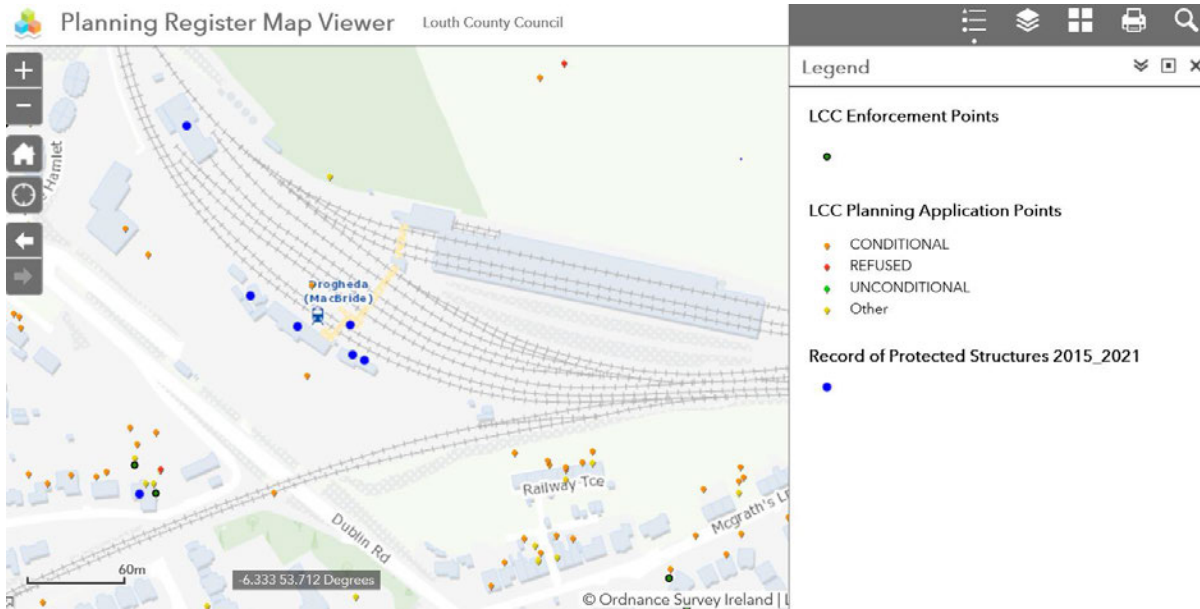 Planning Register Map Viewer
Louth County Council
Legend
LCC Enforcement Points
LCC Planning Application Points
CONDITIONAL
REFUSED
UNCONDITIONAL
Other
Record of Protected Structures 2015_2021
Hamlet
Drogheda
(MacBride)
Railway Tce
Mcgrath's L
Dublin Rd
60m
-6.333 53.712 Degrees
© Ordnance Survey Ireland | L